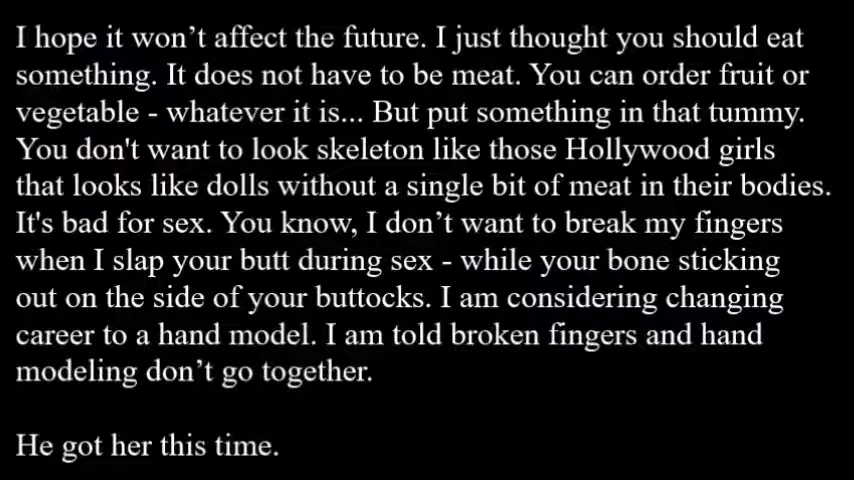 I hope it won’t affect the future. I just thought you should eat
something. It does not have to be meat. You can order fruit or
vegetable - whatever it is... But put something in that tummy.
You don't want to look skeleton like those Hollywood girls
that looks like dolls without a single bit of meat in their bodies.
It's bad for sex. You know, I don’t want to break my fingers
when I slap your butt during sex - while your bone sticking
out on the side of your buttocks. I am considering changing
career to a hand model. I am told broken fingers and hand
modeling don’t go together.

He got her this time.